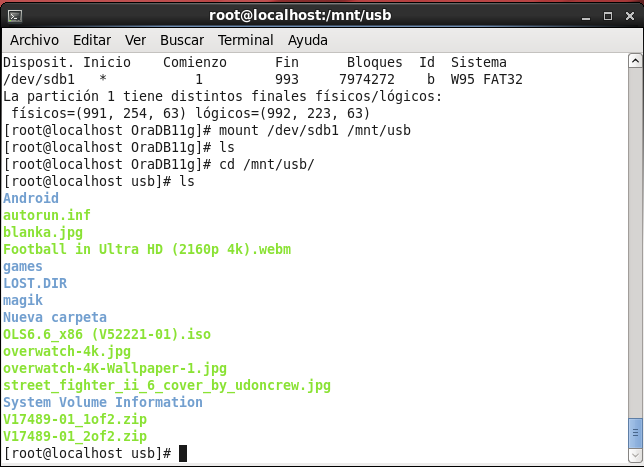 root@localhost:/mnt/usb
Archivo Editar Ver Buscar Terminal Ayuda
Disposit. Inicio    Comienzo      Fin      Bloques  Id  Sistema
/dev/sdb1   *           1         993     7974272    b  W95 FAT32
La partición 1 tiene distintos finales físicos/lógicos:
 físicos=(991, 254, 63) lógicos=(992, 223, 63)
[root@localhost OraDB11g]# mount /dev/sdb1 /mnt/usb
[root@localhost OraDB11g]# ls
[root@localhost OraDB11g]# cd /mnt/usb/
[root@localhost usb]# ls
Android
autorun.inf
blanka.jpg
Football in Ultra HD (2160p 4k).webm
games
LOST.DIR
magik
Nueva carpeta
OLS6.6_x86 (V52221-01).iso
overwatch-4k.jpg
overwatch-4K-Wallpaper-1.jpg
street_fighter_ii_6_cover_by_udoncrew.jpg
System Volume Information
V17489-01_1of2.zip
V17489-01_2of2.zip
[root@localhost usb]#